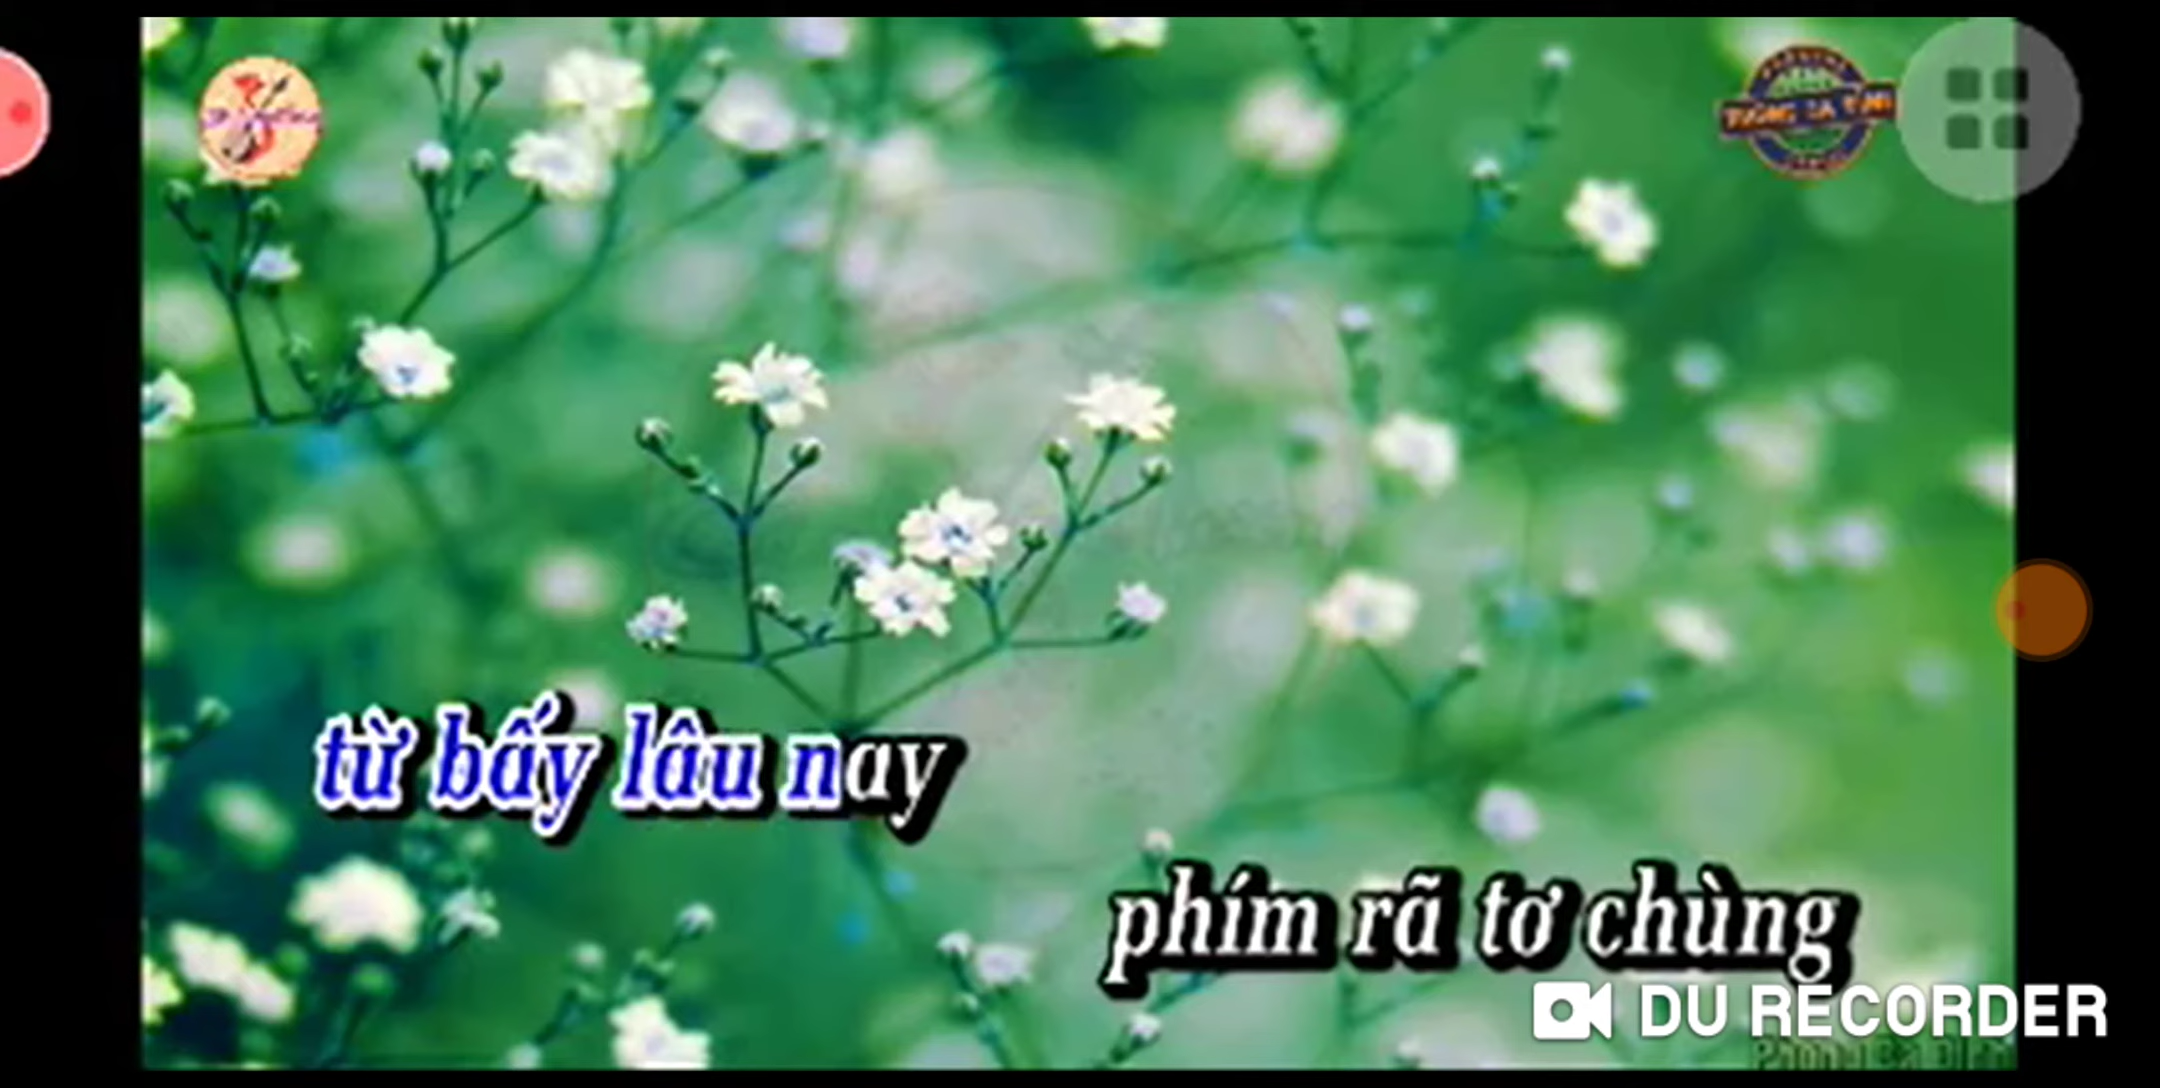 từ bấy lâu nay
phím rã tơ chùng
DU RECORDER